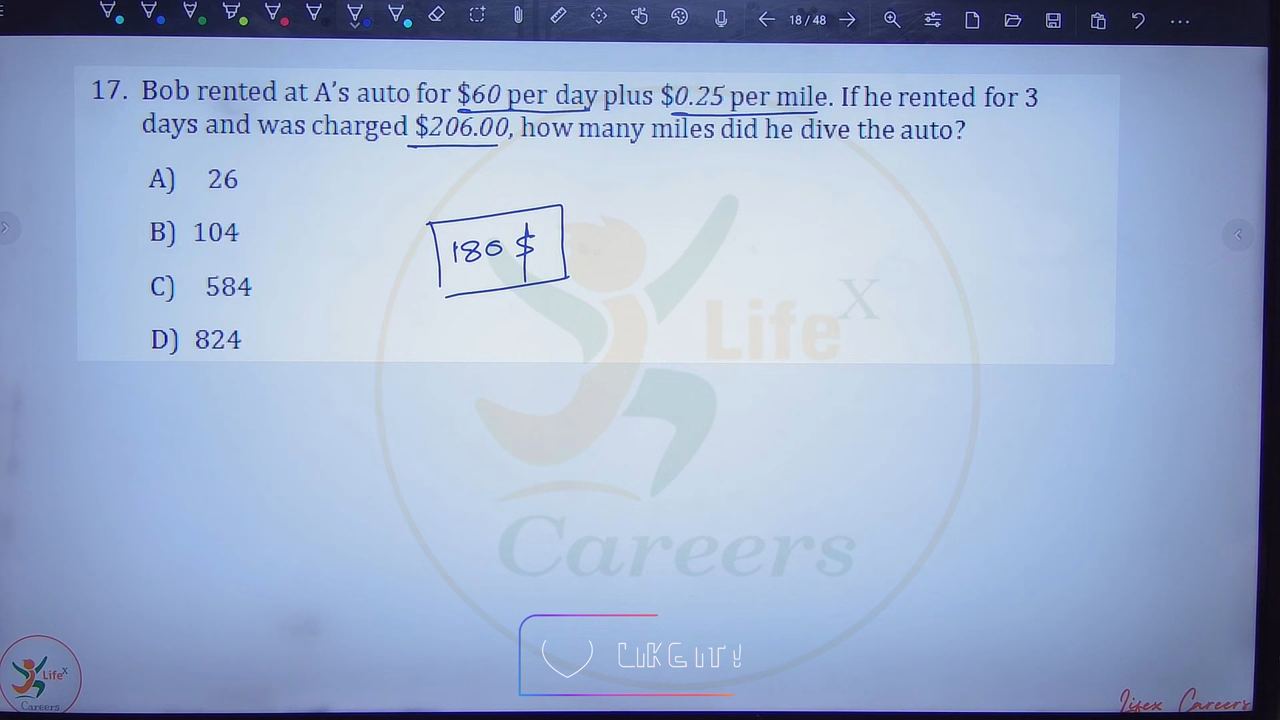 18 / 48
17. Bob rented at A's auto for $60 per day plus $0.25 per mile. If he rented for 3
days and was charged $206.00, how many miles did he dive the auto?
A) 26
B) 104
C) 584
D) 824
180 $
Life X
Careers
LIKE IT!
Life X
Careers
Lifex Careers